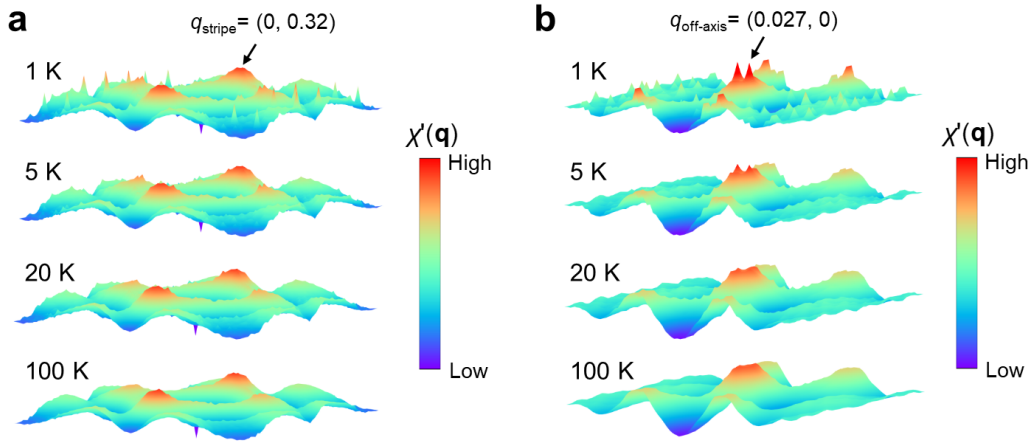 a
q_stripe= (0, 0.32)
1 K
5 K
20 K
100 K
χ'(q)
High
Low
b
q_off-axis= (0.027, 0)
1 K
5 K
20 K
100 K
χ'(q)
High
Low